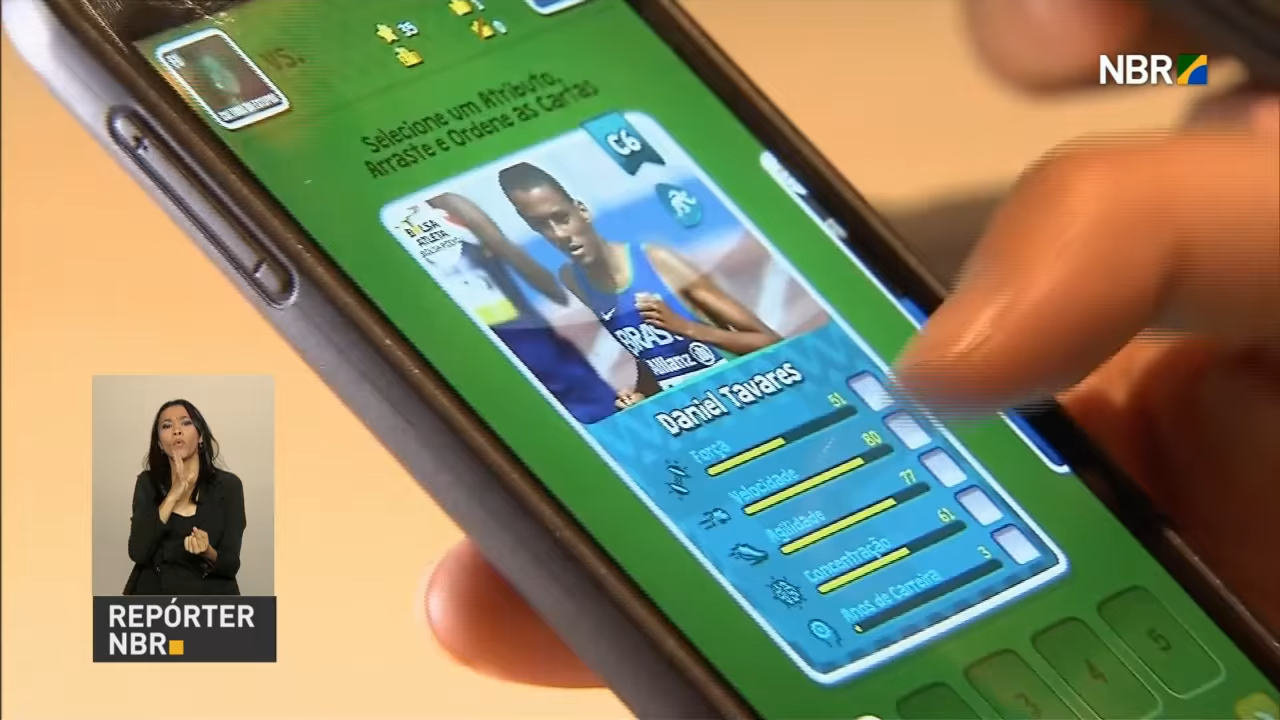 NBR
VS.
35
Selecione um Atributo,
Arraste e Ordene as Cartas
C6
BOLSA
ATLETA
BRASIL
Allianz
Daniel Tavares
Força 51
Velocidade 80
Agilidade 77
Concentração 61
Anos de Carreira 3
3 4 5
REPÓRTER
NBR